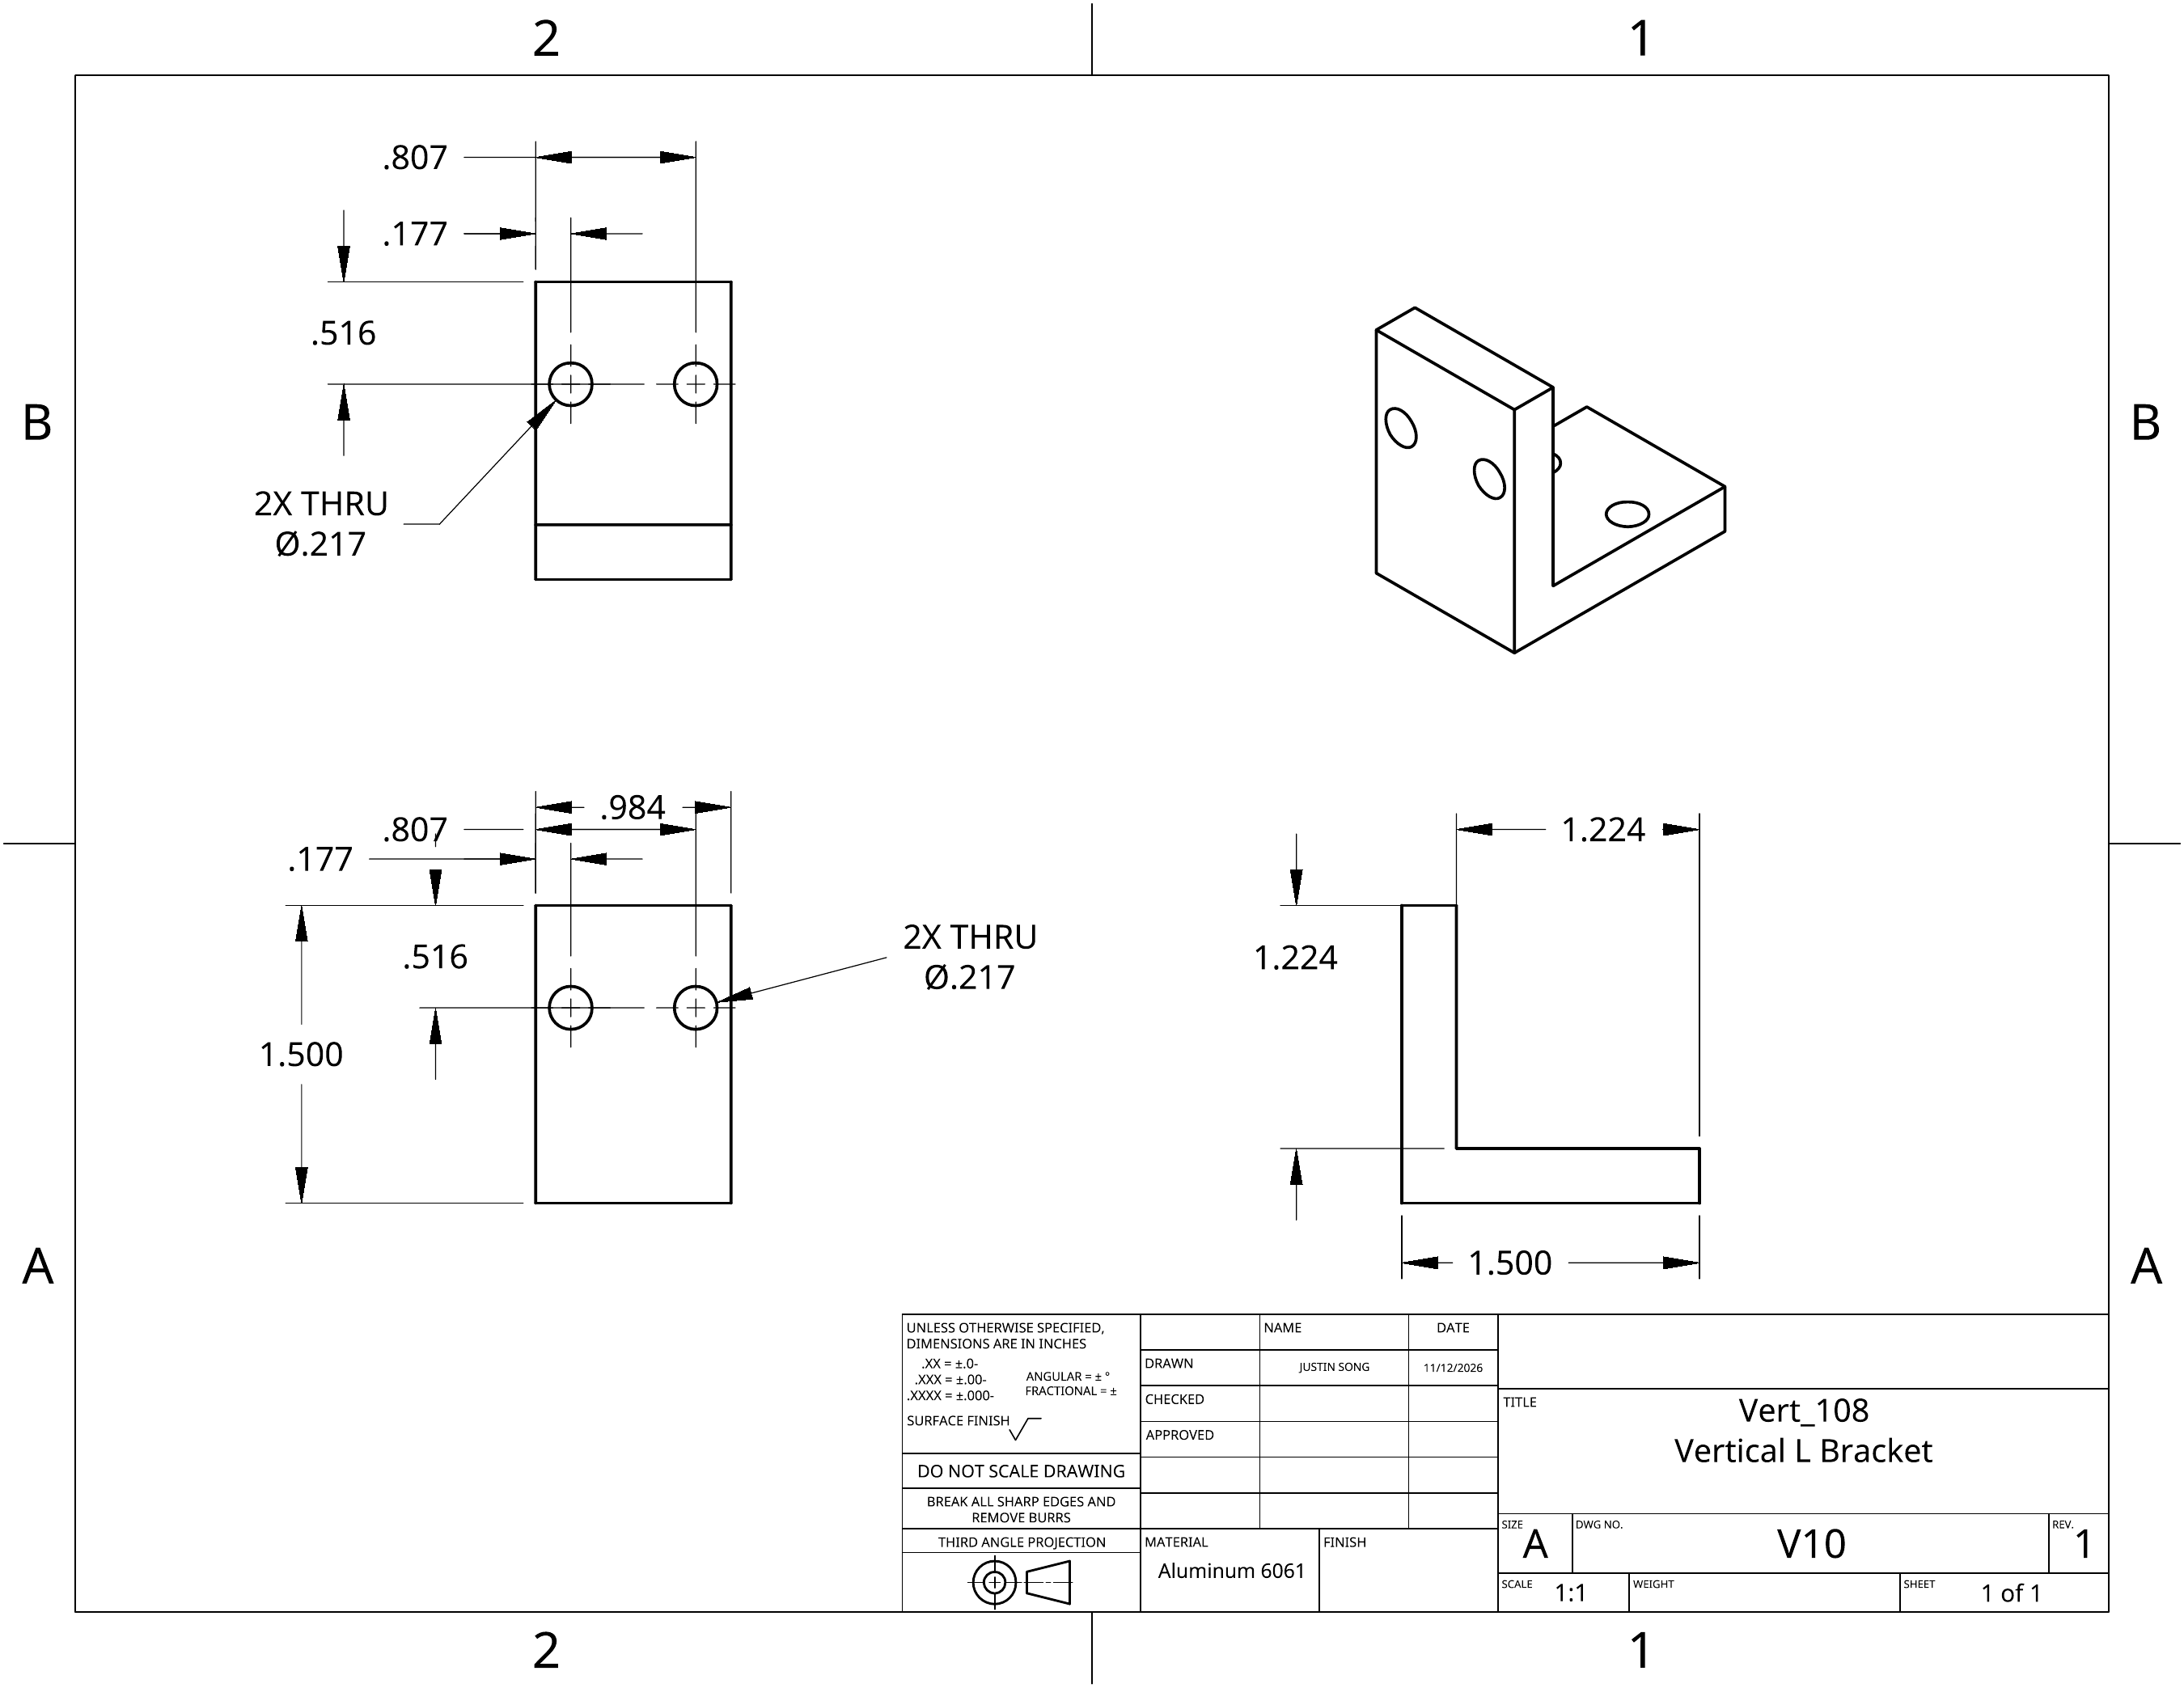 2
1
B
B
A
A
2
1
.807
.177
.516
2X THRU
Ø.217
.984
.807
.177
.516
1.500
2X THRU
Ø.217
1.224
1.224
1.500
UNLESS OTHERWISE SPECIFIED,
DIMENSIONS ARE IN INCHES
.XX = ±.0-
.XXX = ±.00-
.XXXX = ±.000-
ANGULAR = ± °
FRACTIONAL = ±
SURFACE FINISH
DO NOT SCALE DRAWING
BREAK ALL SHARP EDGES AND
REMOVE BURRS
THIRD ANGLE PROJECTION
NAME
DATE
DRAWN
JUSTIN SONG
11/12/2026
CHECKED
APPROVED
MATERIAL
Aluminum 6061
FINISH
TITLE
Vert_108
Vertical L Bracket
SIZE
A
DWG NO.
V10
REV.
1
SCALE
1:1
WEIGHT
SHEET
1 of 1